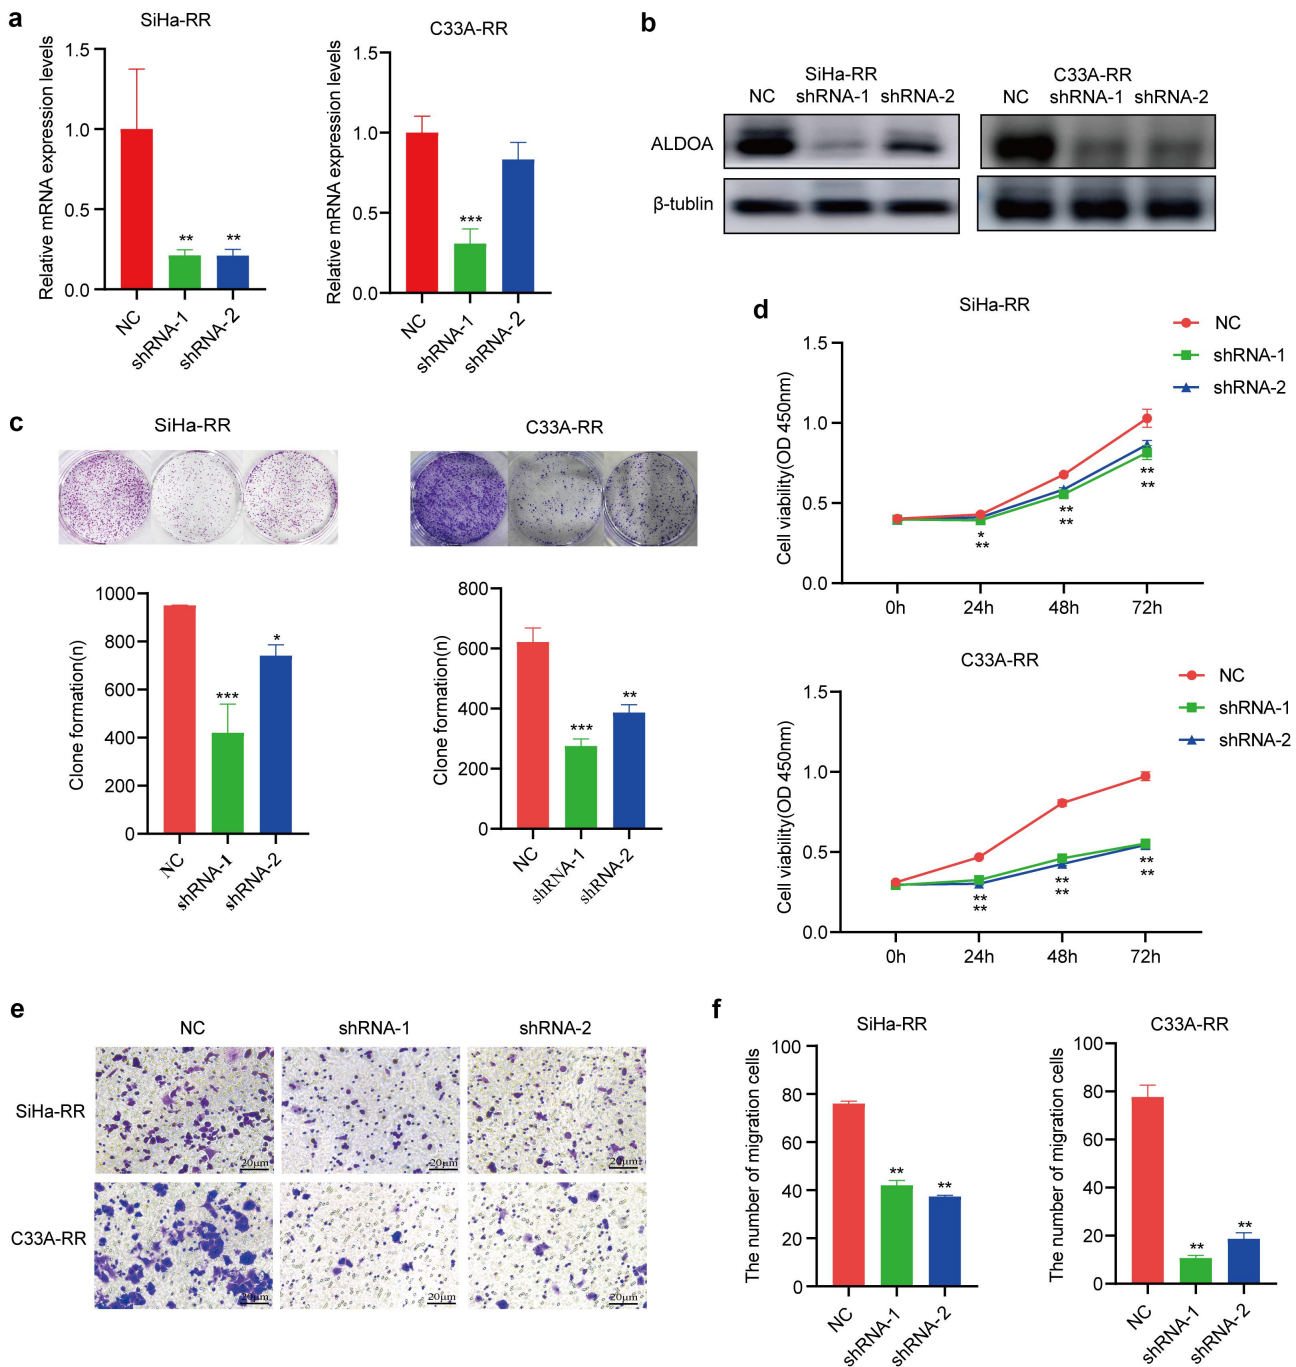 a
SiHa-RR
Relative mRNA expression levels
1.5
1.0
0.5
0.0
**
**
NC
shRNA-1
shRNA-2
C33A-RR
Relative mRNA expression levels
1.5
1.0
0.5
0.0
***
NC
shRNA-1
shRNA-2
b
SiHa-RR
NC shRNA-1 shRNA-2
C33A-RR
NC shRNA-1 shRNA-2
ALDOA
β-tublin
c
SiHa-RR
Clone formation(n)
1000
800
600
400
200
0
***
*
NC
shRNA-1
shRNA-2
C33A-RR
Clone formation(n)
800
600
400
200
0
***
**
NC
shRNA-1
shRNA-2
d
SiHa-RR
NC
shRNA-1
shRNA-2
Cell viability(OD 450nm)
1.5
1.0
0.5
0.0
*
**
**
**
**
**
0h 24h 48h 72h
C33A-RR
NC
shRNA-1
shRNA-2
Cell viability(OD 450nm)
1.5
1.0
0.5
0.0
**
**
**
**
**
**
0h 24h 48h 72h
e
NC shRNA-1 shRNA-2
SiHa-RR
20μm 20μm 20μm
C33A-RR
20μm 20μm 20μm
f
SiHa-RR
The number of migration cells
100
80
60
40
20
0
**
**
NC
shRNA-1
shRNA-2
C33A-RR
The number of migration cells
100
80
60
40
20
0
**
**
NC
shRNA-1
shRNA-2